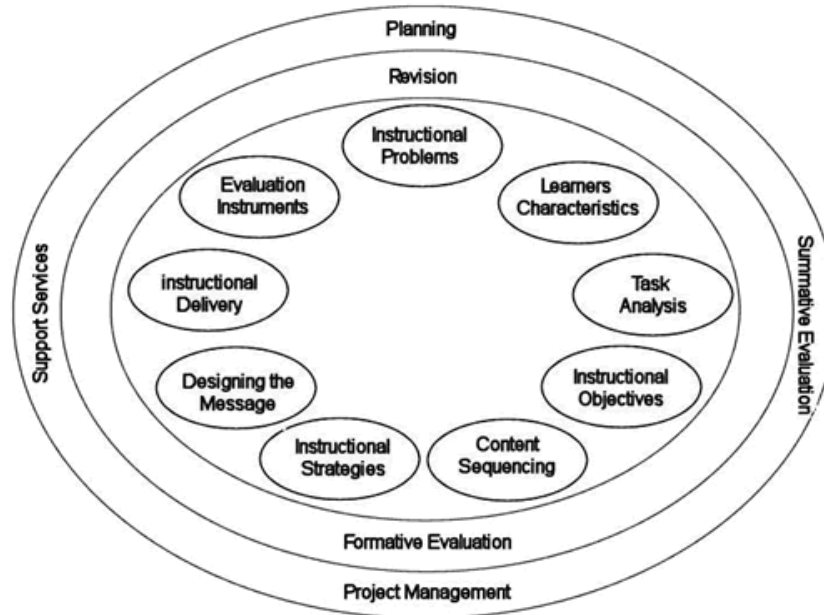 Planning
Revision
Instructional
Problems
Learners
Characteristics
Task
Analysis
Instructional
Objectives
Content
Sequencing
Instructional
Strategies
Designing the
Message
instructional
Delivery
Evaluation
Instruments
Support Services
Summative Evaluation
Formative Evaluation
Project Management